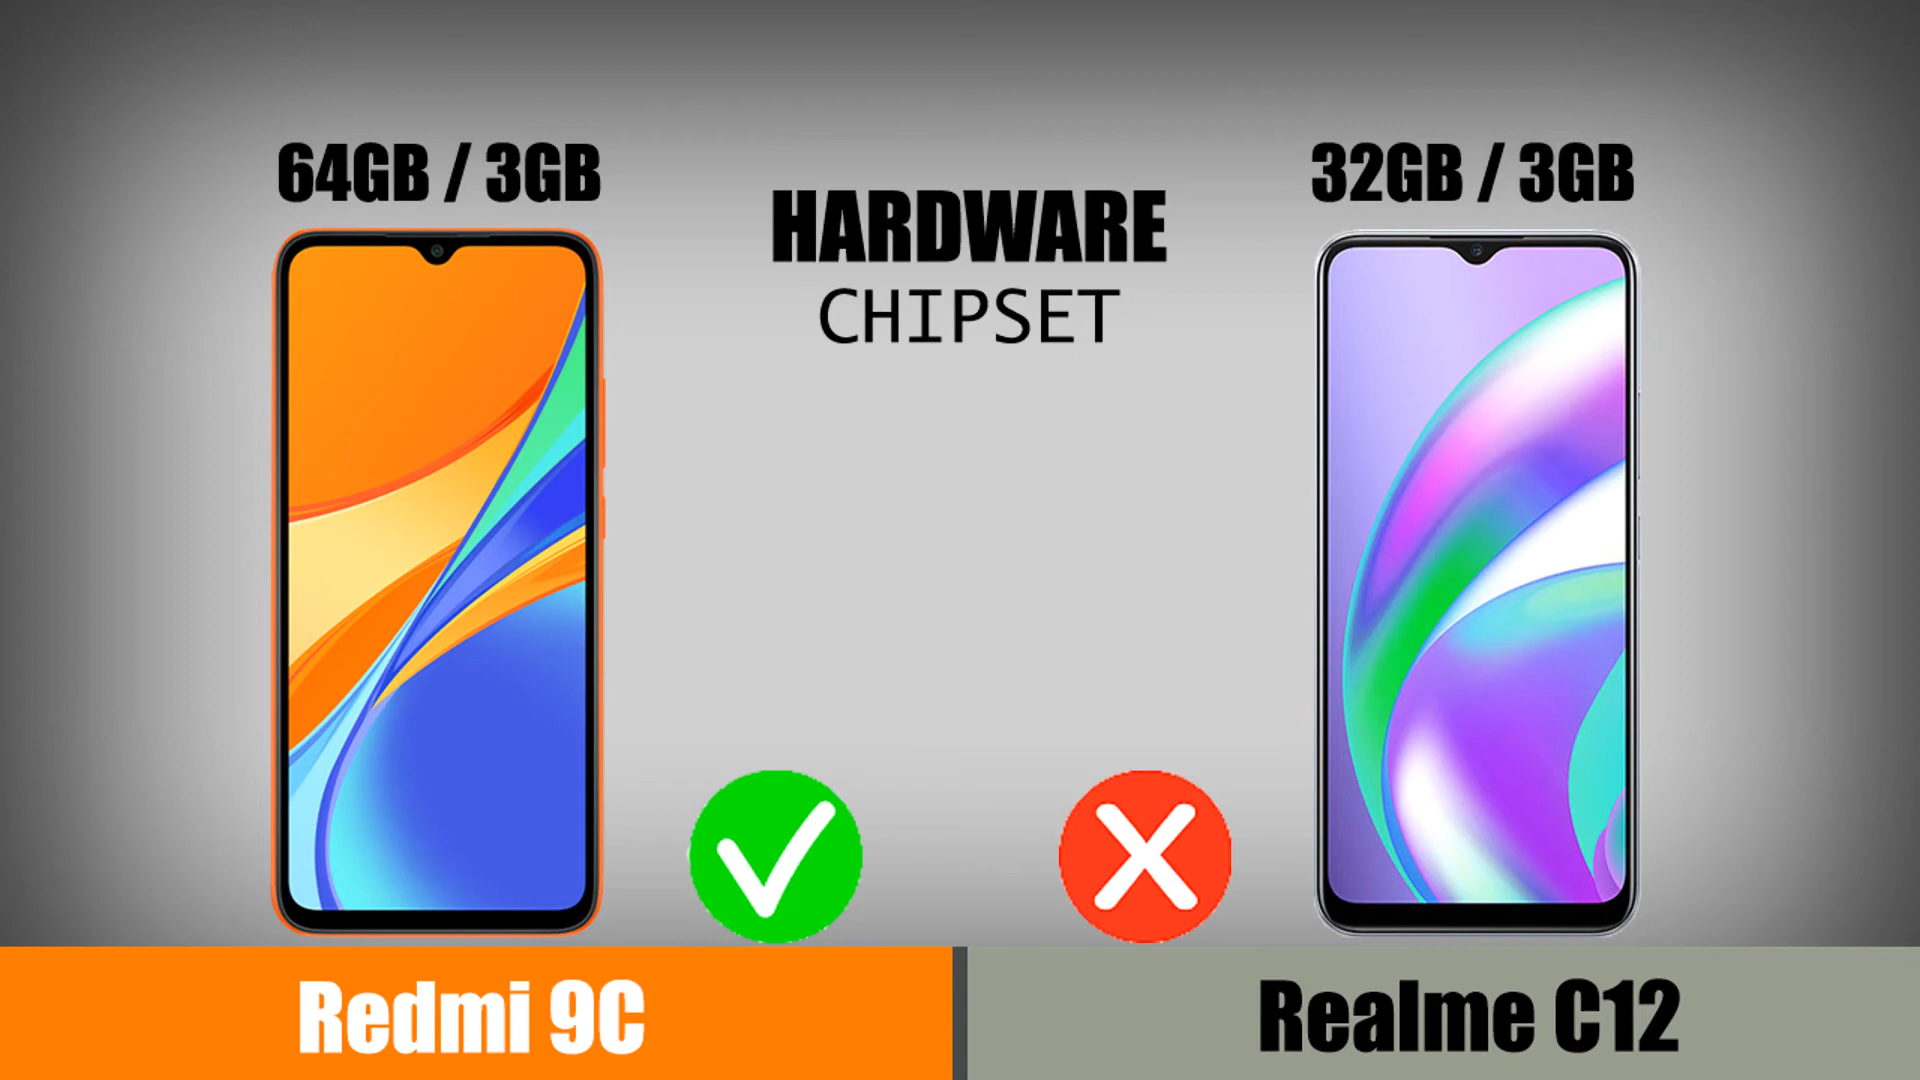 64GB / 3GB
HARDWARE
CHIPSET
32GB / 3GB
Redmi 9C
Realme C12